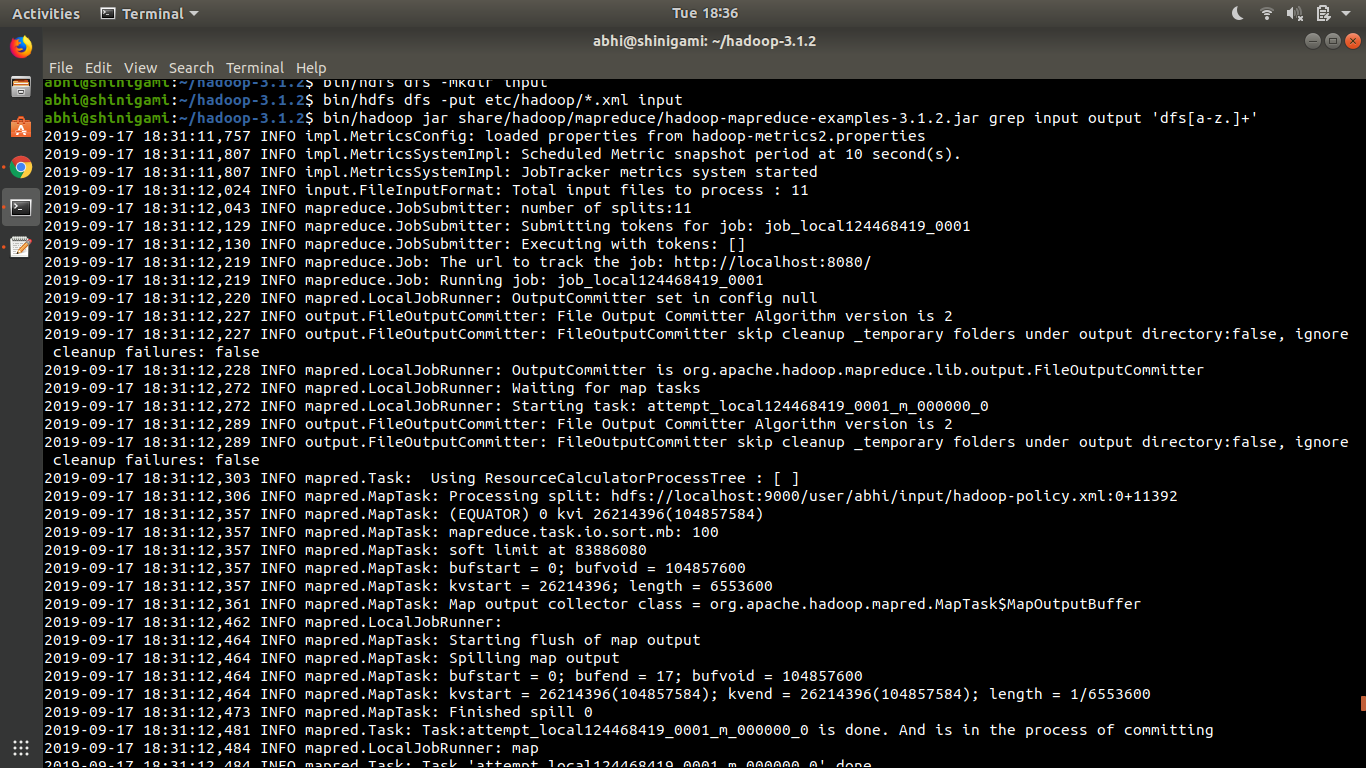 Activities Terminal Tue 18:36
abhi@shinigami: ~/hadoop-3.1.2
File Edit View Search Terminal Help
abhi@shinigami:~/hadoop-3.1.2$ bin/hdfs dfs -mkdir input
abhi@shinigami:~/hadoop-3.1.2$ bin/hdfs dfs -put etc/hadoop/*.xml input
abhi@shinigami:~/hadoop-3.1.2$ bin/hadoop jar share/hadoop/mapreduce/hadoop-mapreduce-examples-3.1.2.jar grep input output 'dfs[a-z.]+'
2019-09-17 18:31:11,757 INFO impl.MetricsConfig: loaded properties from hadoop-metrics2.properties
2019-09-17 18:31:11,807 INFO impl.MetricsSystemImpl: Scheduled Metric snapshot period at 10 second(s).
2019-09-17 18:31:11,807 INFO impl.MetricsSystemImpl: JobTracker metrics system started
2019-09-17 18:31:12,024 INFO input.FileInputFormat: Total input files to process : 11
2019-09-17 18:31:12,043 INFO mapreduce.JobSubmitter: number of splits:11
2019-09-17 18:31:12,129 INFO mapreduce.JobSubmitter: Submitting tokens for job: job_local124468419_0001
2019-09-17 18:31:12,130 INFO mapreduce.JobSubmitter: Executing with tokens: []
2019-09-17 18:31:12,219 INFO mapreduce.Job: The url to track the job: http://localhost:8080/
2019-09-17 18:31:12,219 INFO mapreduce.Job: Running job: job_local124468419_0001
2019-09-17 18:31:12,220 INFO mapred.LocalJobRunner: OutputCommitter set in config null
2019-09-17 18:31:12,227 INFO output.FileOutputCommitter: File Output Committer Algorithm version is 2
2019-09-17 18:31:12,227 INFO output.FileOutputCommitter: FileOutputCommitter skip cleanup _temporary folders under output directory:false, ignore
cleanup failures: false
2019-09-17 18:31:12,228 INFO mapred.LocalJobRunner: OutputCommitter is org.apache.hadoop.mapreduce.lib.output.FileOutputCommitter
2019-09-17 18:31:12,272 INFO mapred.LocalJobRunner: Waiting for map tasks
2019-09-17 18:31:12,272 INFO mapred.LocalJobRunner: Starting task: attempt_local124468419_0001_m_000000_0
2019-09-17 18:31:12,289 INFO output.FileOutputCommitter: File Output Committer Algorithm version is 2
2019-09-17 18:31:12,289 INFO output.FileOutputCommitter: FileOutputCommitter skip cleanup _temporary folders under output directory:false, ignore
cleanup failures: false
2019-09-17 18:31:12,303 INFO mapred.Task:  Using ResourceCalculatorProcessTree : [ ]
2019-09-17 18:31:12,306 INFO mapred.MapTask: Processing split: hdfs://localhost:9000/user/abhi/input/hadoop-policy.xml:0+11392
2019-09-17 18:31:12,357 INFO mapred.MapTask: (EQUATOR) 0 kvi 26214396(104857584)
2019-09-17 18:31:12,357 INFO mapred.MapTask: mapreduce.task.io.sort.mb: 100
2019-09-17 18:31:12,357 INFO mapred.MapTask: soft limit at 83886080
2019-09-17 18:31:12,357 INFO mapred.MapTask: bufstart = 0; bufvoid = 104857600
2019-09-17 18:31:12,357 INFO mapred.MapTask: kvstart = 26214396; length = 6553600
2019-09-17 18:31:12,361 INFO mapred.MapTask: Map output collector class = org.apache.hadoop.mapred.MapTask$MapOutputBuffer
2019-09-17 18:31:12,462 INFO mapred.LocalJobRunner:
2019-09-17 18:31:12,464 INFO mapred.MapTask: Starting flush of map output
2019-09-17 18:31:12,464 INFO mapred.MapTask: Spilling map output
2019-09-17 18:31:12,464 INFO mapred.MapTask: bufstart = 0; bufend = 17; bufvoid = 104857600
2019-09-17 18:31:12,464 INFO mapred.MapTask: kvstart = 26214396(104857584); kvend = 26214396(104857584); length = 1/6553600
2019-09-17 18:31:12,473 INFO mapred.MapTask: Finished spill 0
2019-09-17 18:31:12,481 INFO mapred.Task: Task:attempt_local124468419_0001_m_000000_0 is done. And is in the process of committing
2019-09-17 18:31:12,484 INFO mapred.LocalJobRunner: map
2019-09-17 18:31:12,484 INFO mapred.Task: Task 'attempt_local124468419_0001_m_000000_0' done.